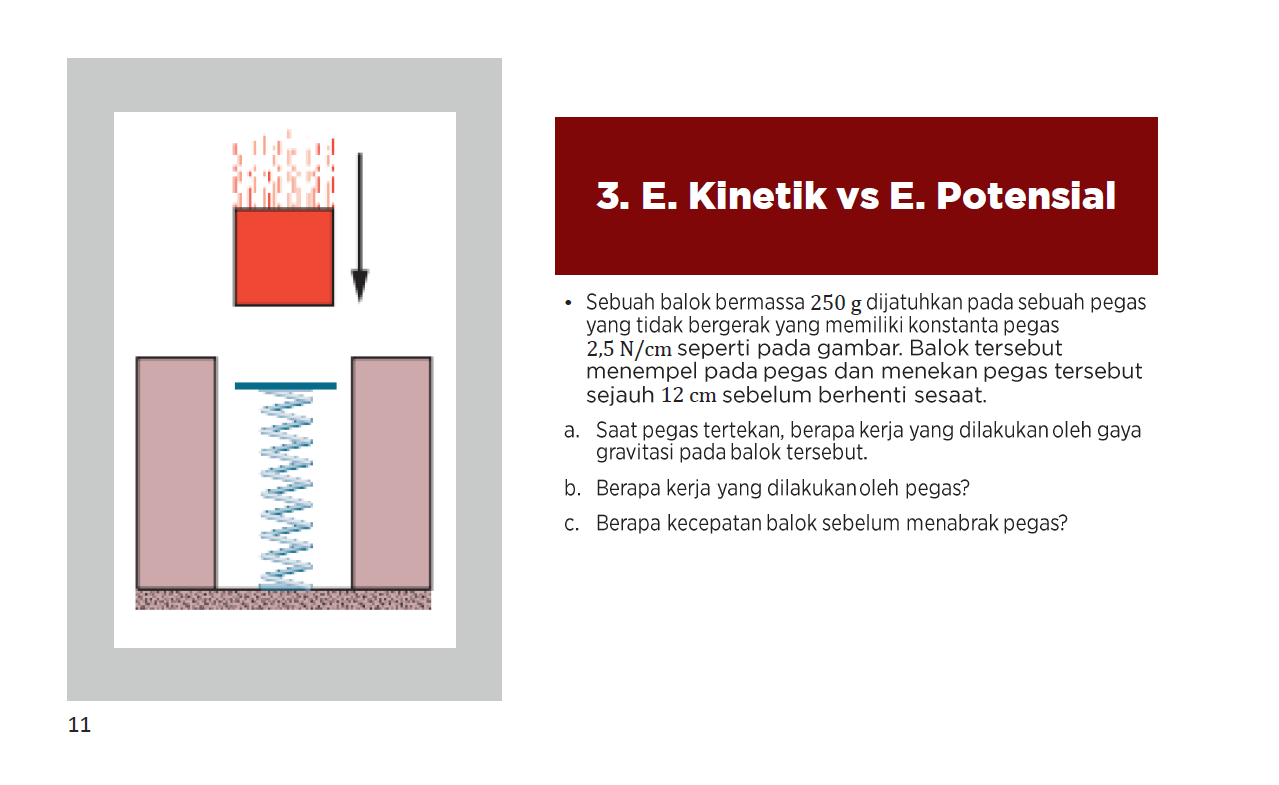 3. E. Kinetik vs E. Potensial
• Sebuah balok bermassa 250 g dijatuhkan pada sebuah pegas
yang tidak bergerak yang memiliki konstanta pegas
2,5 N/cm seperti pada gambar. Balok tersebut
menempel pada pegas dan menekan pegas tersebut
sejauh 12 cm sebelum berhenti sesaat.
a. Saat pegas tertekan, berapa kerja yang dilakukan oleh gaya
gravitasi pada balok tersebut.
b. Berapa kerja yang dilakukan oleh pegas?
c. Berapa kecepatan balok sebelum menabrak pegas?
11